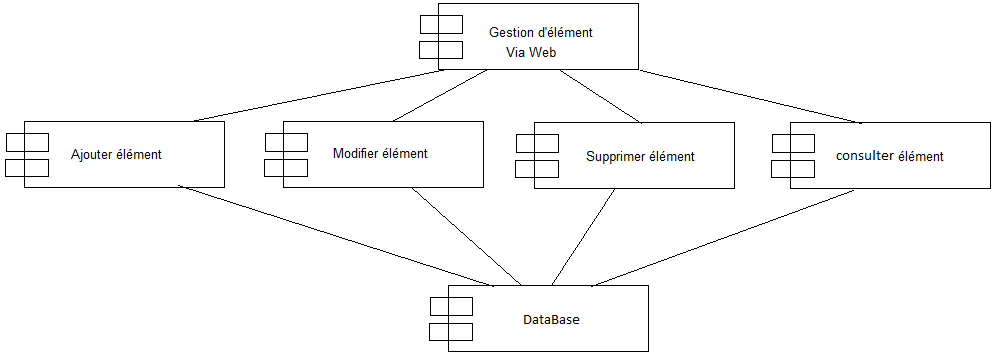 Gestion d'élément
Via Web
Ajouter élément
Modifier élément
Supprimer élément
consulter élément
DataBase